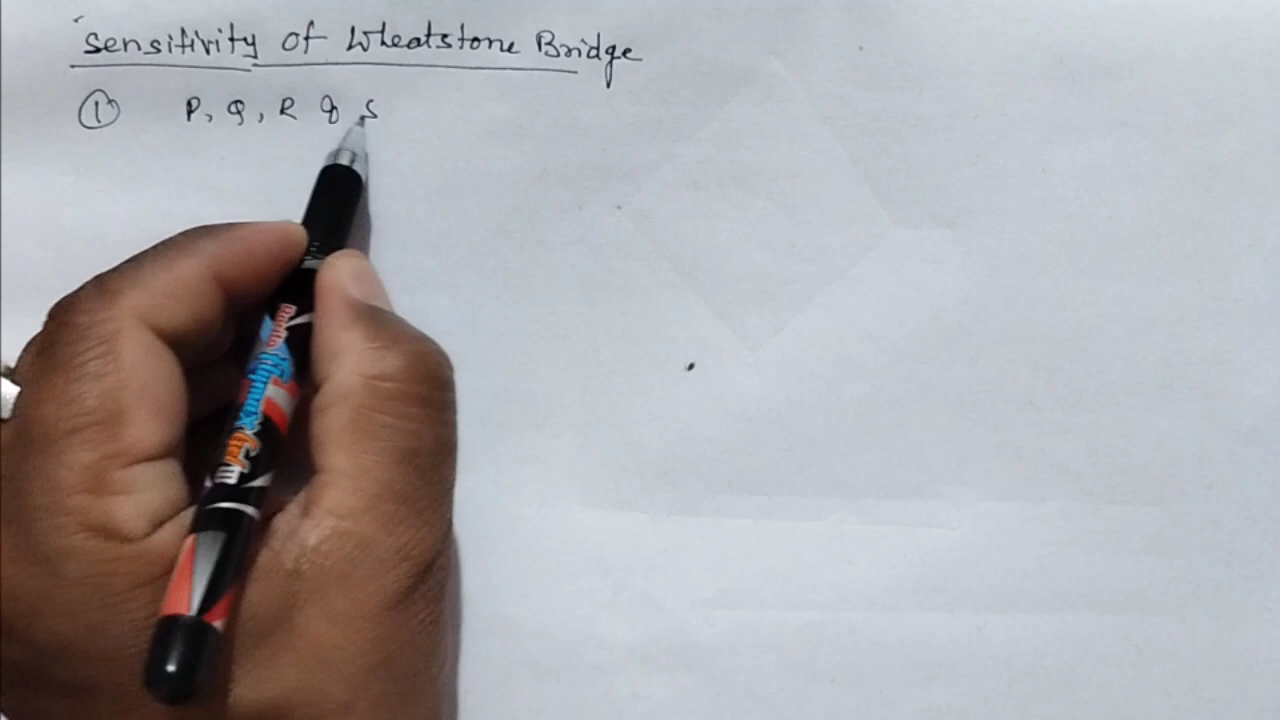 Sensitivity of Wheatstone Bridge
① P, Q, R & S